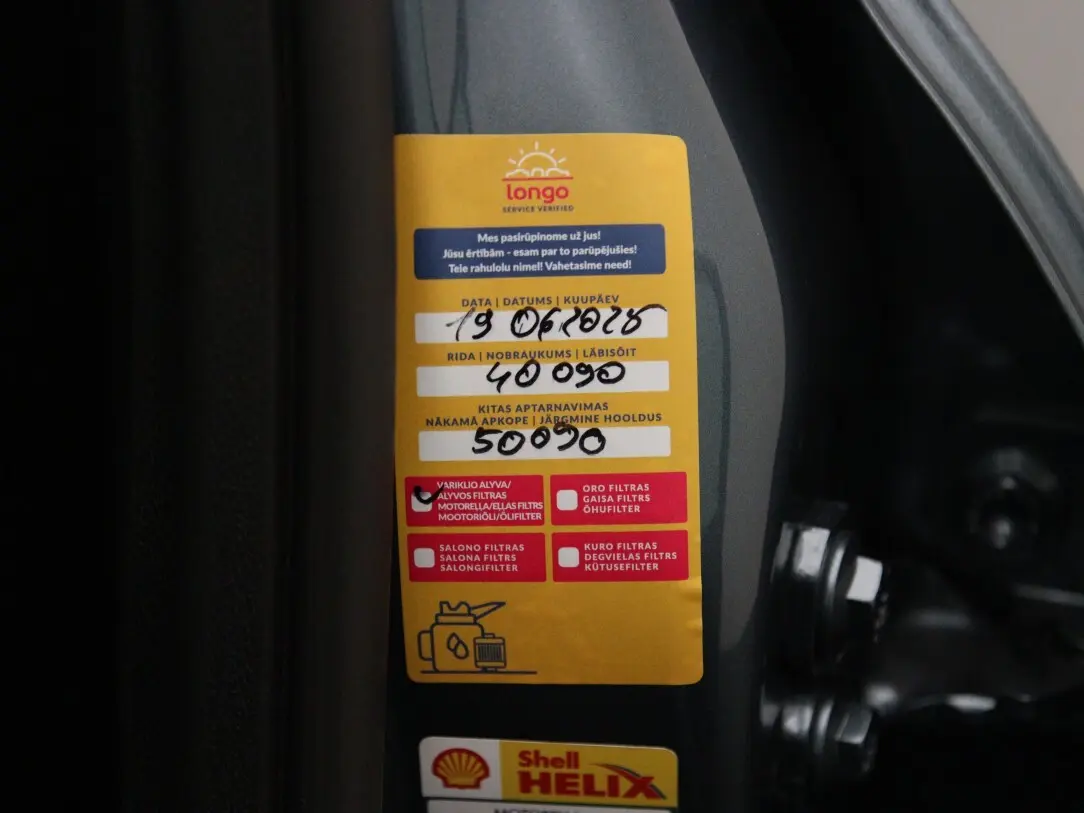 longo
SERVICE VERIFIED
Mes pasirūpinome už jus!
Jūsu ērtībām - esam par to parūpējušies!
Teie rahulolu nimel! Vahetasime need!
DATA | DATUMS | KUUPÄEV
19 06.2025
RIDA | NOBRAUKUMS | LÄBISÕIT
40 090
KITAS APTARNAVIMAS
NĀKAMĀ APKOPE | JÄRGMINE HOOLDUS
50090
VARIKLIO ALYVA/
ALYVOS FILTRAS
MOTOREĻĻA/EĻĻAS FILTRS
MOOTORIÕLI/ÕLIFILTER
ORO FILTRAS
GAISA FILTRS
ÕHUFILTER
SALONO FILTRAS
SALONA FILTRS
SALONGIFILTER
KURO FILTRAS
DEGVIELAS FILTRS
KÜTUSEFILTER
Shell
HELIX